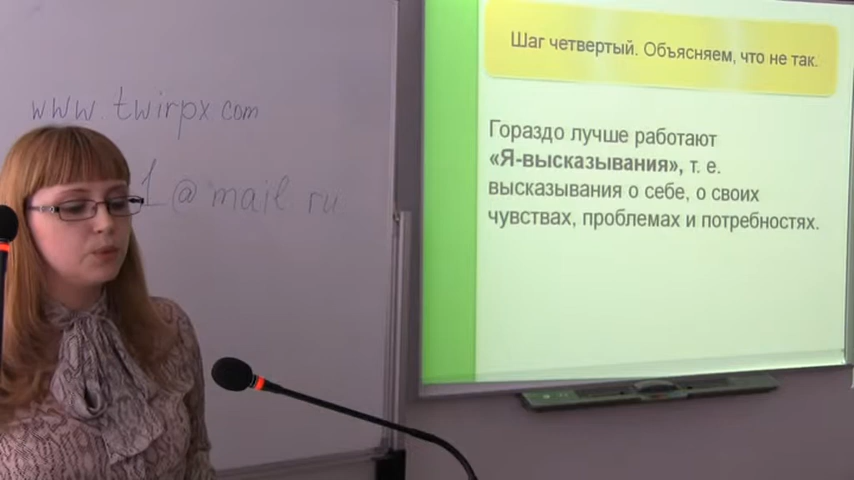 www.twirpx com
1@mail ru
Шаг четвертый. Объясняем, что не так.
Гораздо лучше работают
«Я-высказывания», т. е.
высказывания о себе, о своих
чувствах, проблемах и потребностях.